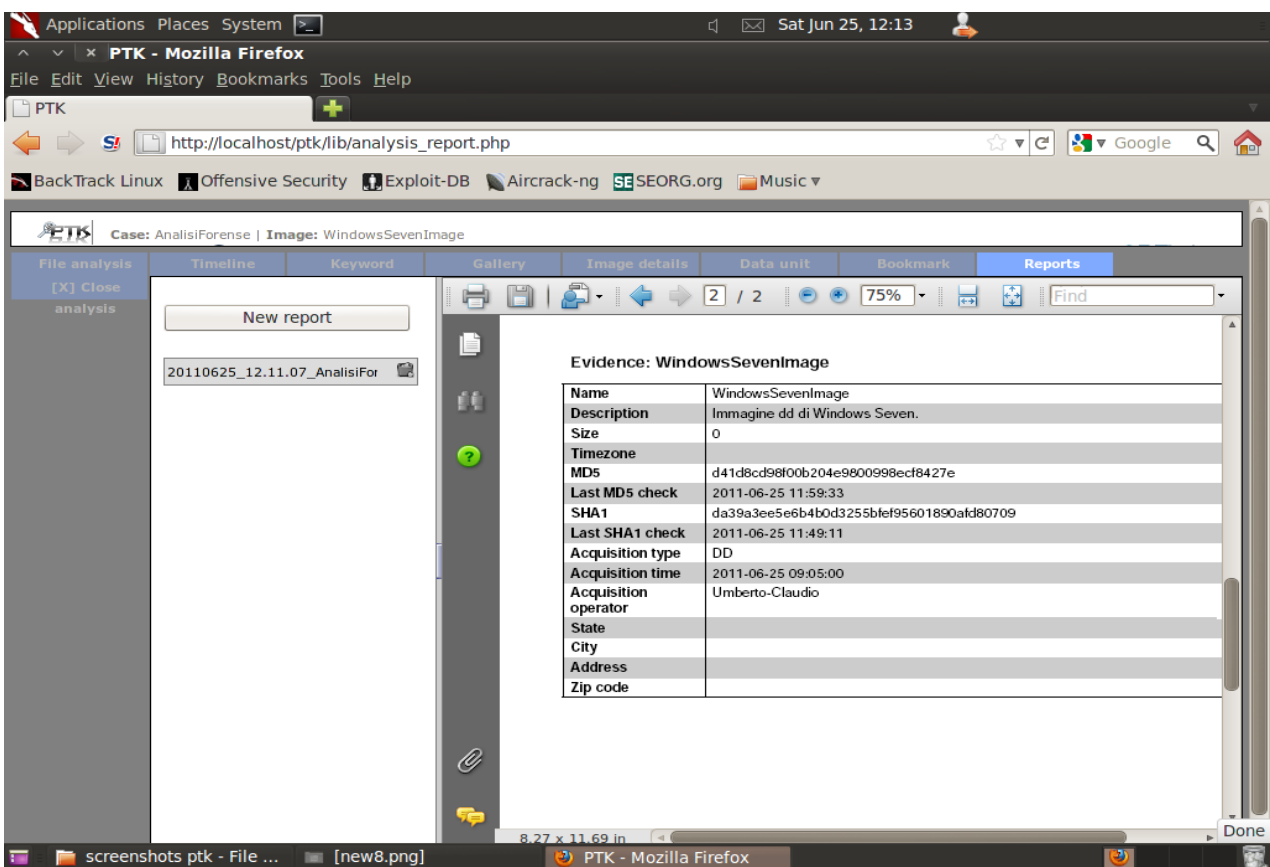 Applications Places System Sat Jun 25, 12:13
PTK - Mozilla Firefox
File Edit View History Bookmarks Tools Help
PTK
http://localhost/ptk/lib/analysis_report.php Google
BackTrack Linux Offensive Security Exploit-DB Aircrack-ng SE SEORG.org Music
PTK Case: AnalisiForense | Image: WindowsSevenImage
File analysis Timeline Keyword Gallery Image details Data unit Bookmark Reports
[X] Close
analysis
2 / 2 75% Find
New report
20110625_12.11.07_AnalisiFor
Evidence: WindowsSevenImage
Name WindowsSevenImage
Description Immagine dd di Windows Seven.
Size 0
Timezone
MD5 d41d8cd98f00b204e9800998ecf8427e
Last MD5 check 2011-06-25 11:59:33
SHA1 da39a3ee5e6b4b0d3255bfef95601890afd80709
Last SHA1 check 2011-06-25 11:49:11
Acquisition type DD
Acquisition time 2011-06-25 09:05:00
Acquisition Umberto-Claudio
operator
State
City
Address
Zip code
8.27 x 11.69 in
Done
screenshots ptk - File ... [new8.png] PTK - Mozilla Firefox